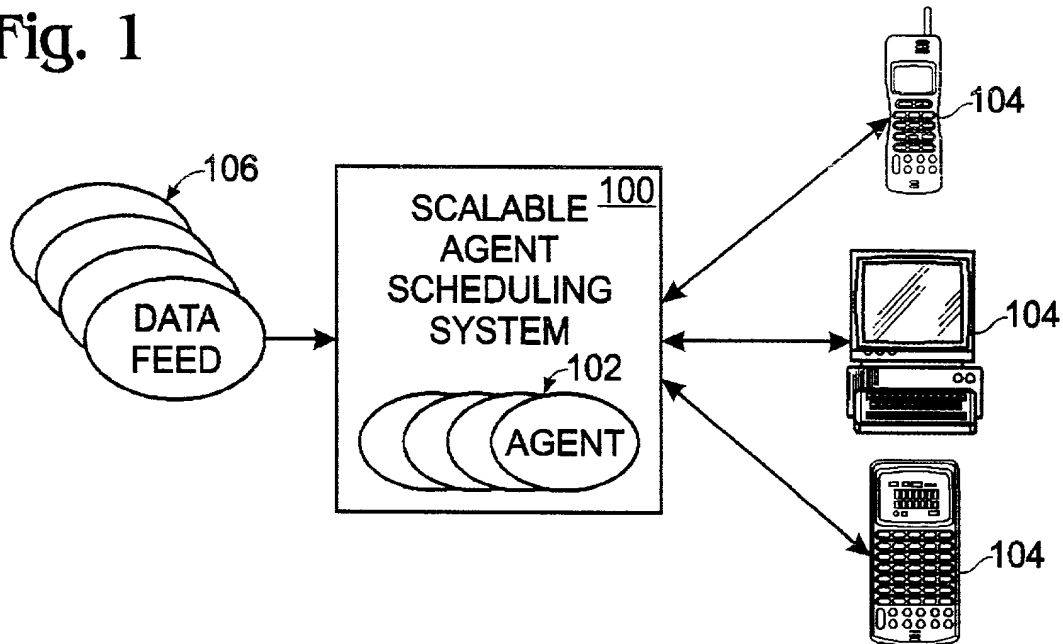 Fig. 1
104
106
100
SCALABLE
AGENT
SCHEDULING
SYSTEM
DATA
FEED
104
102
AGENT
104